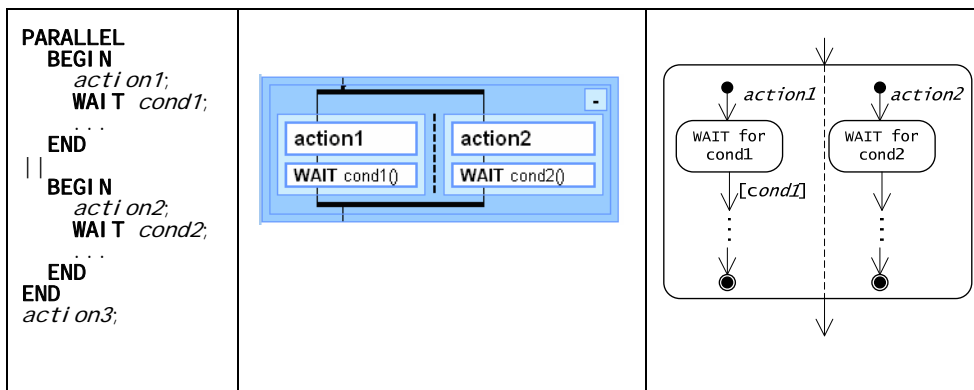 PARALLEL
BEGIN
action1;
WAIT cond1;
...
END
||
BEGIN
action2;
WAIT cond2;
...
END
END
action3;
-
action1
action2
WAIT cond1()
WAIT cond2()
action1
action2
WAIT for
cond1
WAIT for
cond2
[cond1]